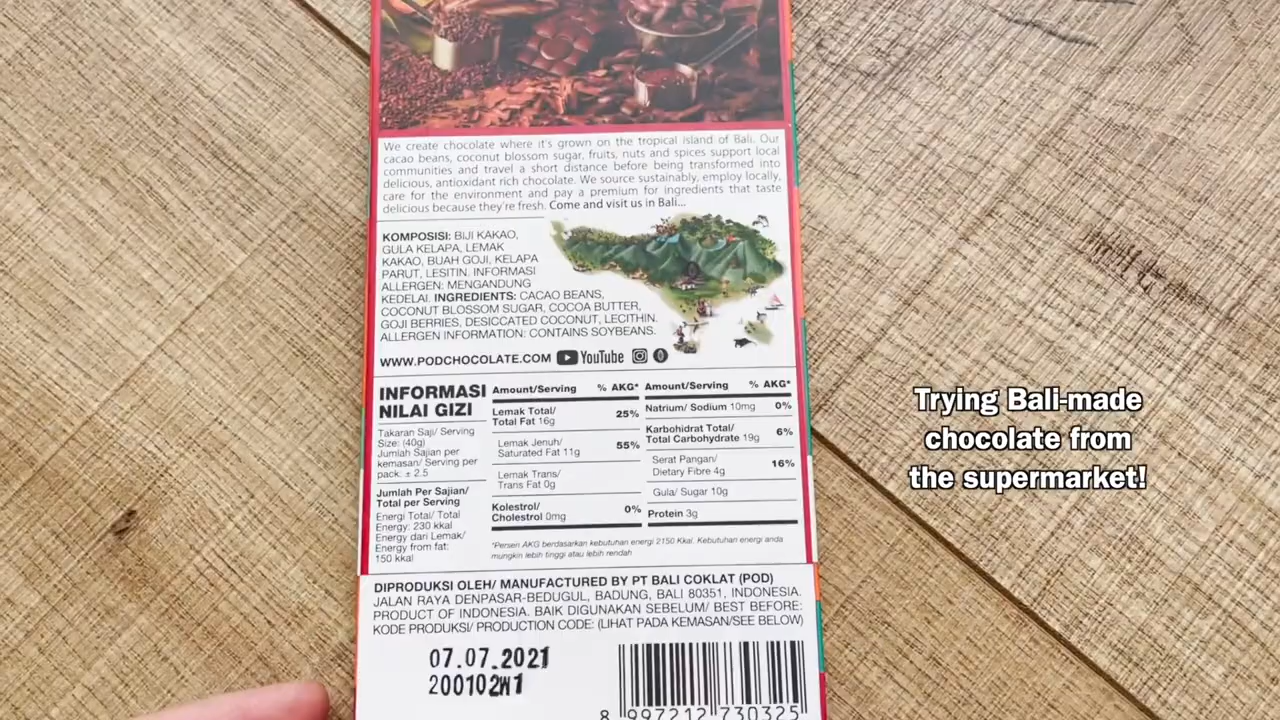 We create chocolate where it's grown on the tropical island of Bali. Our
cacao beans, coconut blossom sugar, fruits, nuts and spices support local
communities and travel a short distance before being transformed into
delicious, antioxidant rich chocolate. We source sustainably, employ locally,
care for the environment and pay a premium for ingredients that taste
delicious because they're fresh. Come and visit us in Bali...
KOMPOSISI: BIJI KAKAO,
GULA KELAPA, LEMAK
KAKAO, BUAH GOJI, KELAPA
PARUT, LESITIN. INFORMASI
ALLERGEN: MENGANDUNG
KEDELAI. INGREDIENTS: CACAO BEANS,
COCONUT BLOSSOM SUGAR, COCOA BUTTER,
GOJI BERRIES, DESICCATED COCONUT, LECITHIN.
ALLERGEN INFORMATION: CONTAINS SOYBEANS.
WWW.PODCHOCOLATE.COM YouTube
INFORMASI
NILAI GIZI
Takaran Saji/ Serving
Size: (40g)
Jumlah Sajian per
kemasan/ Serving per
pack: ± 2.5
Jumlah Per Sajian/
Total per Serving
Energi Total/ Total
Energy: 230 kkal
Energy dari Lemak/
Energy from fat:
150 kkal
Amount/Serving % AKG*
Lemak Total/
Total Fat 16g 25%
Lemak Jenuh/
Saturated Fat 11g 55%
Lemak Trans/
Trans Fat 0g
Kolestrol/
Cholestrol 0mg 0%
Amount/Serving % AKG*
Natrium/ Sodium 10mg 0%
Karbohidrat Total/
Total Carbohydrate 19g 6%
Serat Pangan/
Dietary Fibre 4g 16%
Gula/ Sugar 10g
Protein 3g
*Persen AKG berdasarkan kebutuhan energi 2150 Kkal. Kebutuhan energi anda
mungkin lebih tinggi atau lebih rendah
DIPRODUKSI OLEH/ MANUFACTURED BY PT BALI COKLAT (POD)
JALAN RAYA DENPASAR-BEDUGUL, BADUNG, BALI 80351, INDONESIA.
PRODUCT OF INDONESIA. BAIK DIGUNAKAN SEBELUM/ BEST BEFORE:
KODE PRODUKSI/ PRODUCTION CODE: (LIHAT PADA KEMASAN/SEE BELOW)
07.07.2021
200102W1
8 997212 730325
Trying Bali-made
chocolate from
the supermarket!